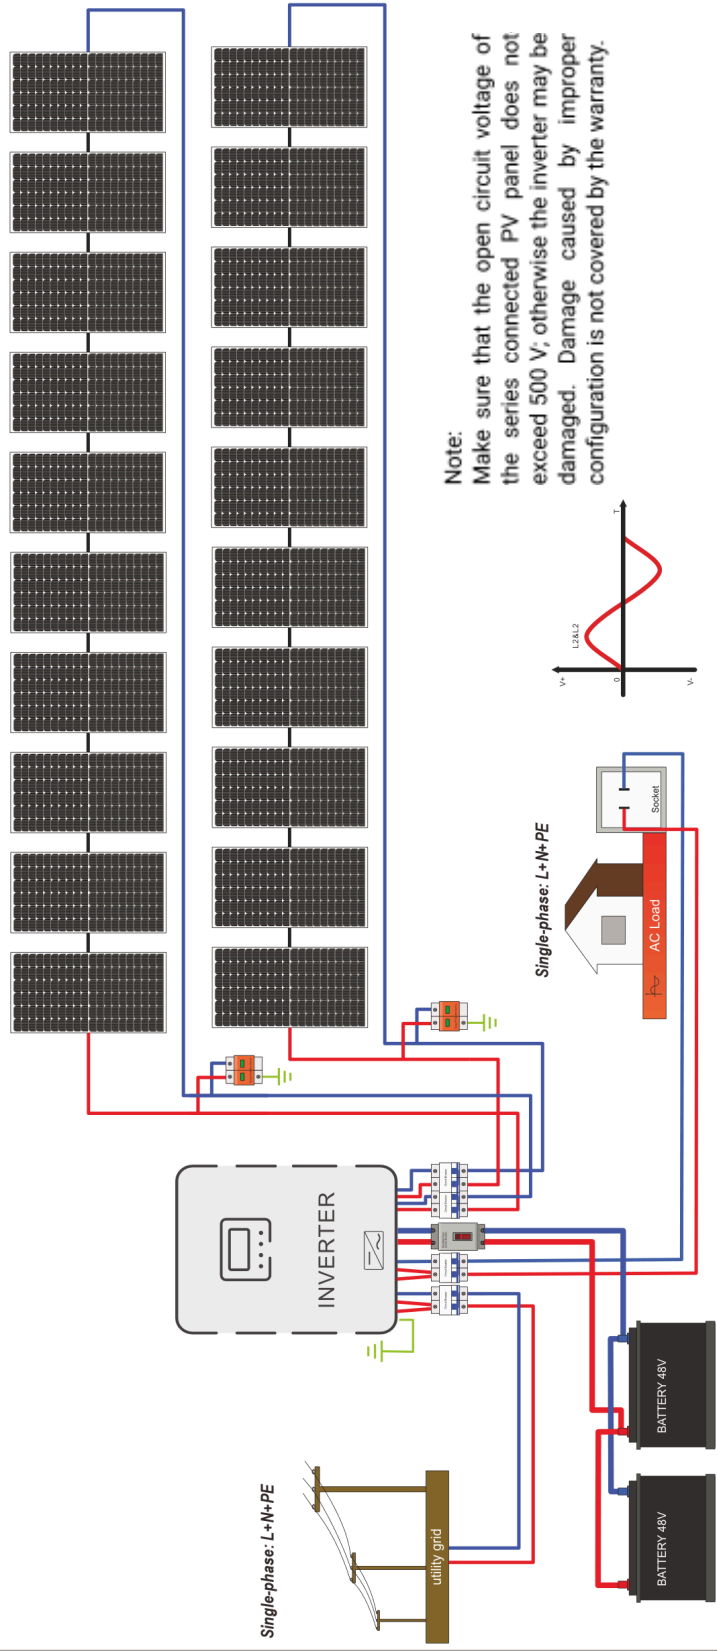 Note:
Make sure that the open circuit voltage of
the series connected PV panel does not
exceed 500 V; otherwise the inverter may be
damaged. Damage caused by improper
configuration is not covered by the warranty.
Single-phase: L+N+PE
utility grid
INVERTER
BATTERY 48V
BATTERY 48V
Single-phase: L+N+PE
AC Load
Socket
V+
L2&L2
0
T
V-